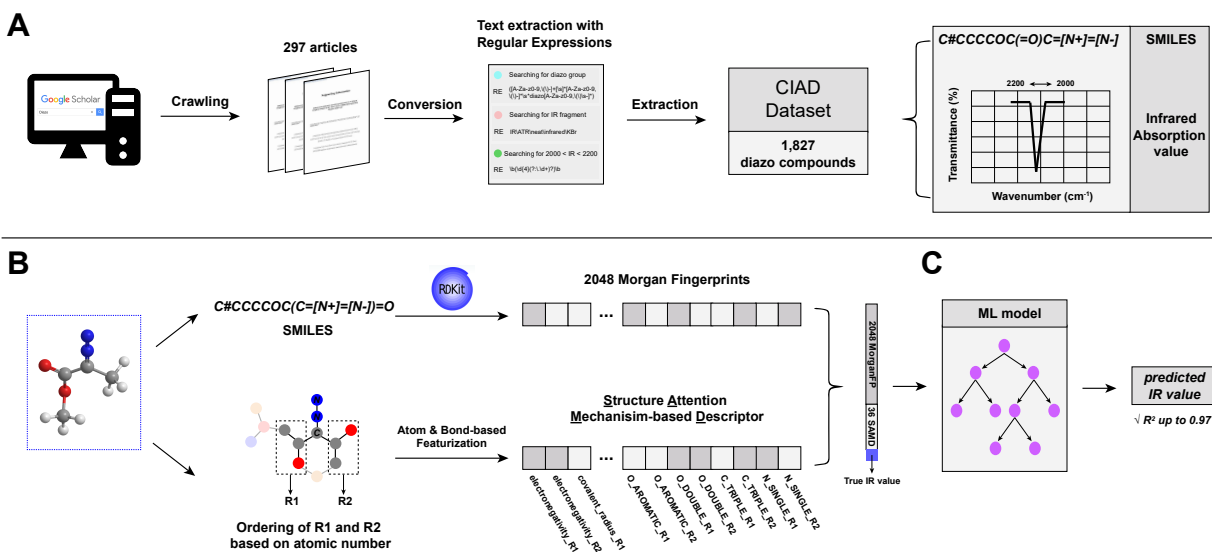 A
Google Scholar
Crawling
297 articles
Conversion
Text extraction with
Regular Expressions
Searching for diazo group
RE
Searching for IR fragment
RE IR\ATR\neat\infrared\KBr
Searching for 2000 < IR < 2200
RE \b(\d{4}(?:\.\d+)?)\b
Extraction
CIAD
Dataset
1,827
diazo compounds
C#CCCCOC(=O)C=[N+]=[N-]
2200
2000
Transmittance (%)
Wavenumber (cm⁻¹)
SMILES
Infrared
Absorption
value
B
C#CCCCOC(C=[N+]=[N-])=O
SMILES
RDKit
2048 Morgan Fingerprints
...
N
N
C
R1
R2
Ordering of R1 and R2
based on atomic number
Atom & Bond-based
Featurization
Structure Attention
Mechanisim-based Descriptor
...
electronegativity_R1
electronegativity_R2
covalent_radius_R1
O_AROMATIC_R1
O_AROMATIC_R2
O_DOUBLE_R1
O_DOUBLE_R2
C_TRIPLE_R1
C_TRIPLE_R2
N_SINGLE_R1
N_SINGLE_R2
2048 MorganFP
36 SAMD
True IR value
C
ML model
predicted
IR value
√ R² up to 0.97